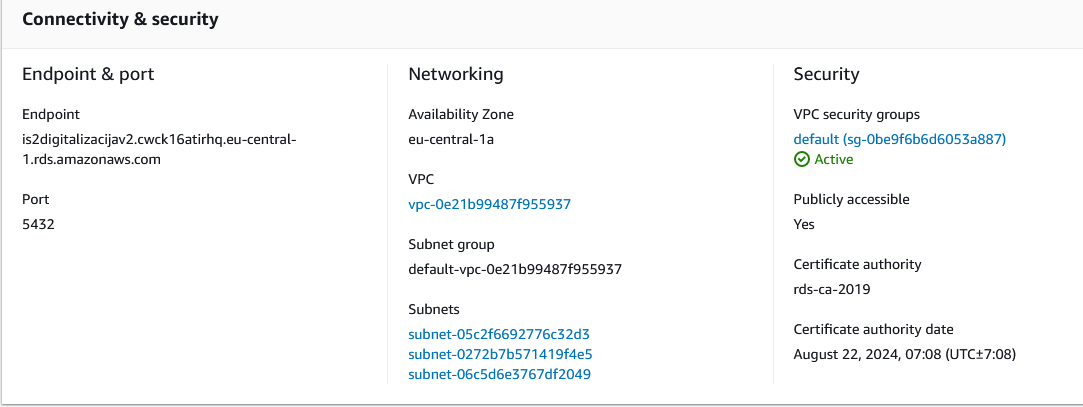 Connectivity & security
Endpoint & port
Endpoint
is2digitalizacijav2.cwck16atirhq.eu-central-
1.rds.amazonaws.com
Port
5432
Networking
Availability Zone
eu-central-1a
VPC
vpc-0e21b99487f955937
Subnet group
default-vpc-0e21b99487f955937
Subnets
subnet-05c2f6692776c32d3
subnet-0272b7b571419f4e5
subnet-06c5d6e3767df2049
Security
VPC security groups
default (sg-0be9f6b6d6053a887)
Active
Publicly accessible
Yes
Certificate authority
rds-ca-2019
Certificate authority date
August 22, 2024, 07:08 (UTC±7:08)